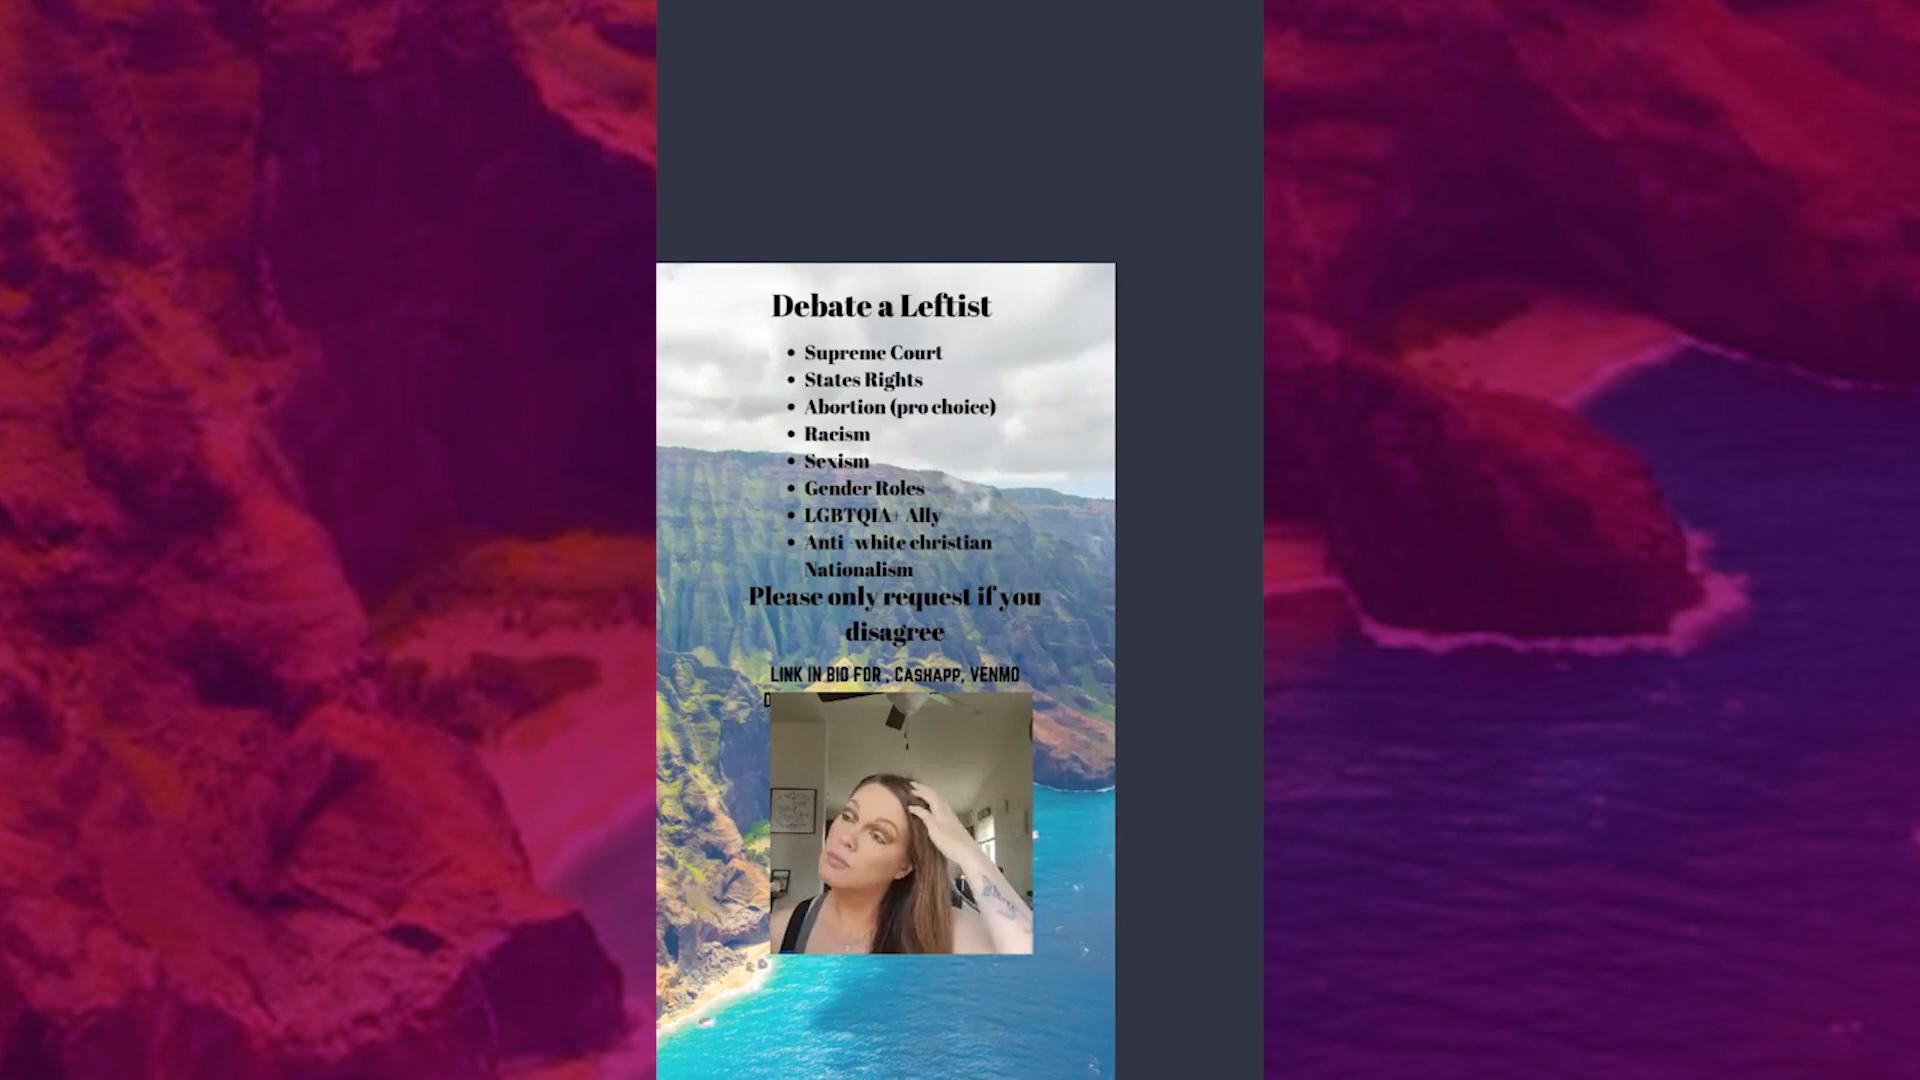 Debate a Leftist
• Supreme Court
• States Rights
• Abortion (pro choice)
• Racism
• Sexism
• Gender Roles
• LGBTQIA+ Ally
• Anti -white christian
Nationalism
Please only request if you
disagree
LINK IN BIO FOR , CASHAPP, VENMO